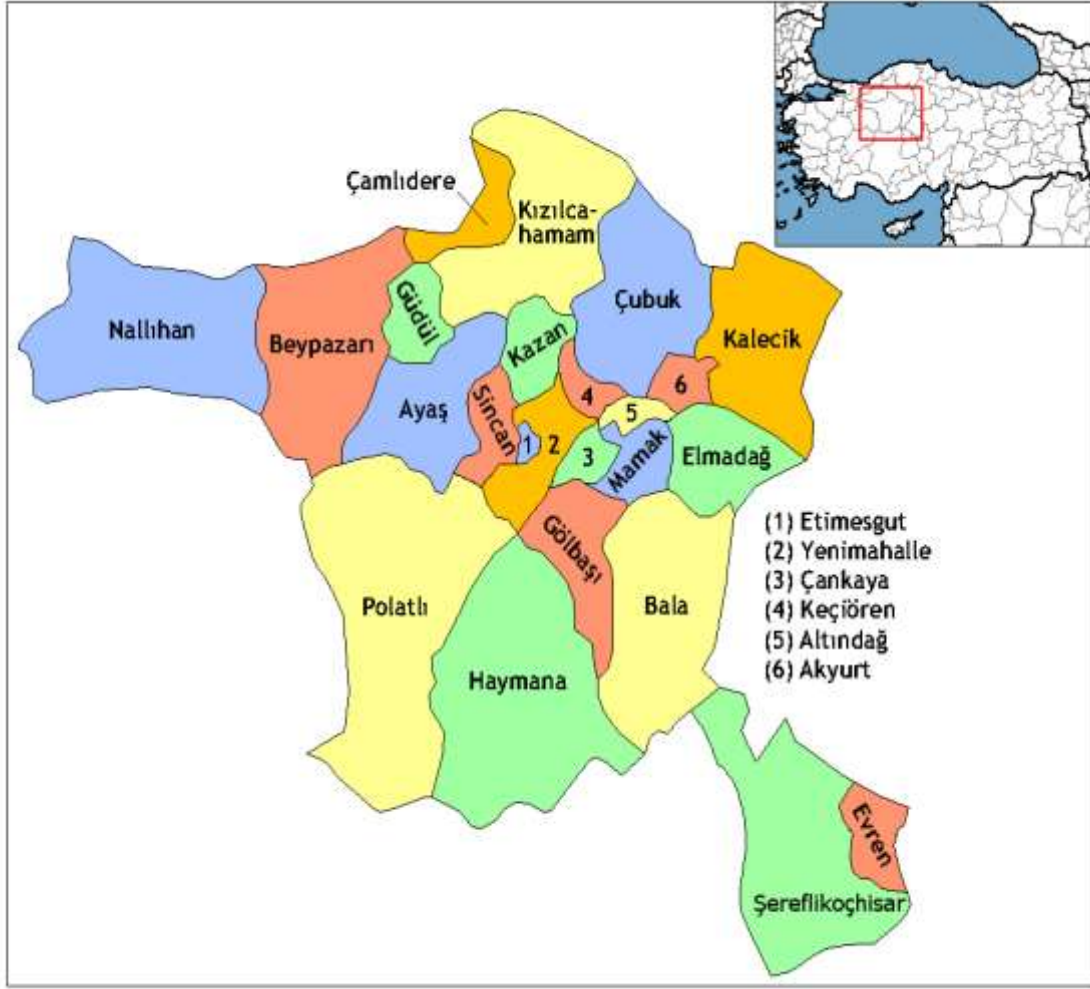 Çamlıdere
Kızılca-
hamam
Nallıhan
Beypazarı
Güdül
Kazan
Çubuk
Kalecik
Ayaş
Sincan
1
2
3
4
5
6
Mamak
Elmadağ
Gölbaşı
Polatlı
Bala
Haymana
Evren
Şereflikoçhisar
(1) Etimesgut
(2) Yenimahalle
(3) Çankaya
(4) Keçiören
(5) Altındağ
(6) Akyurt